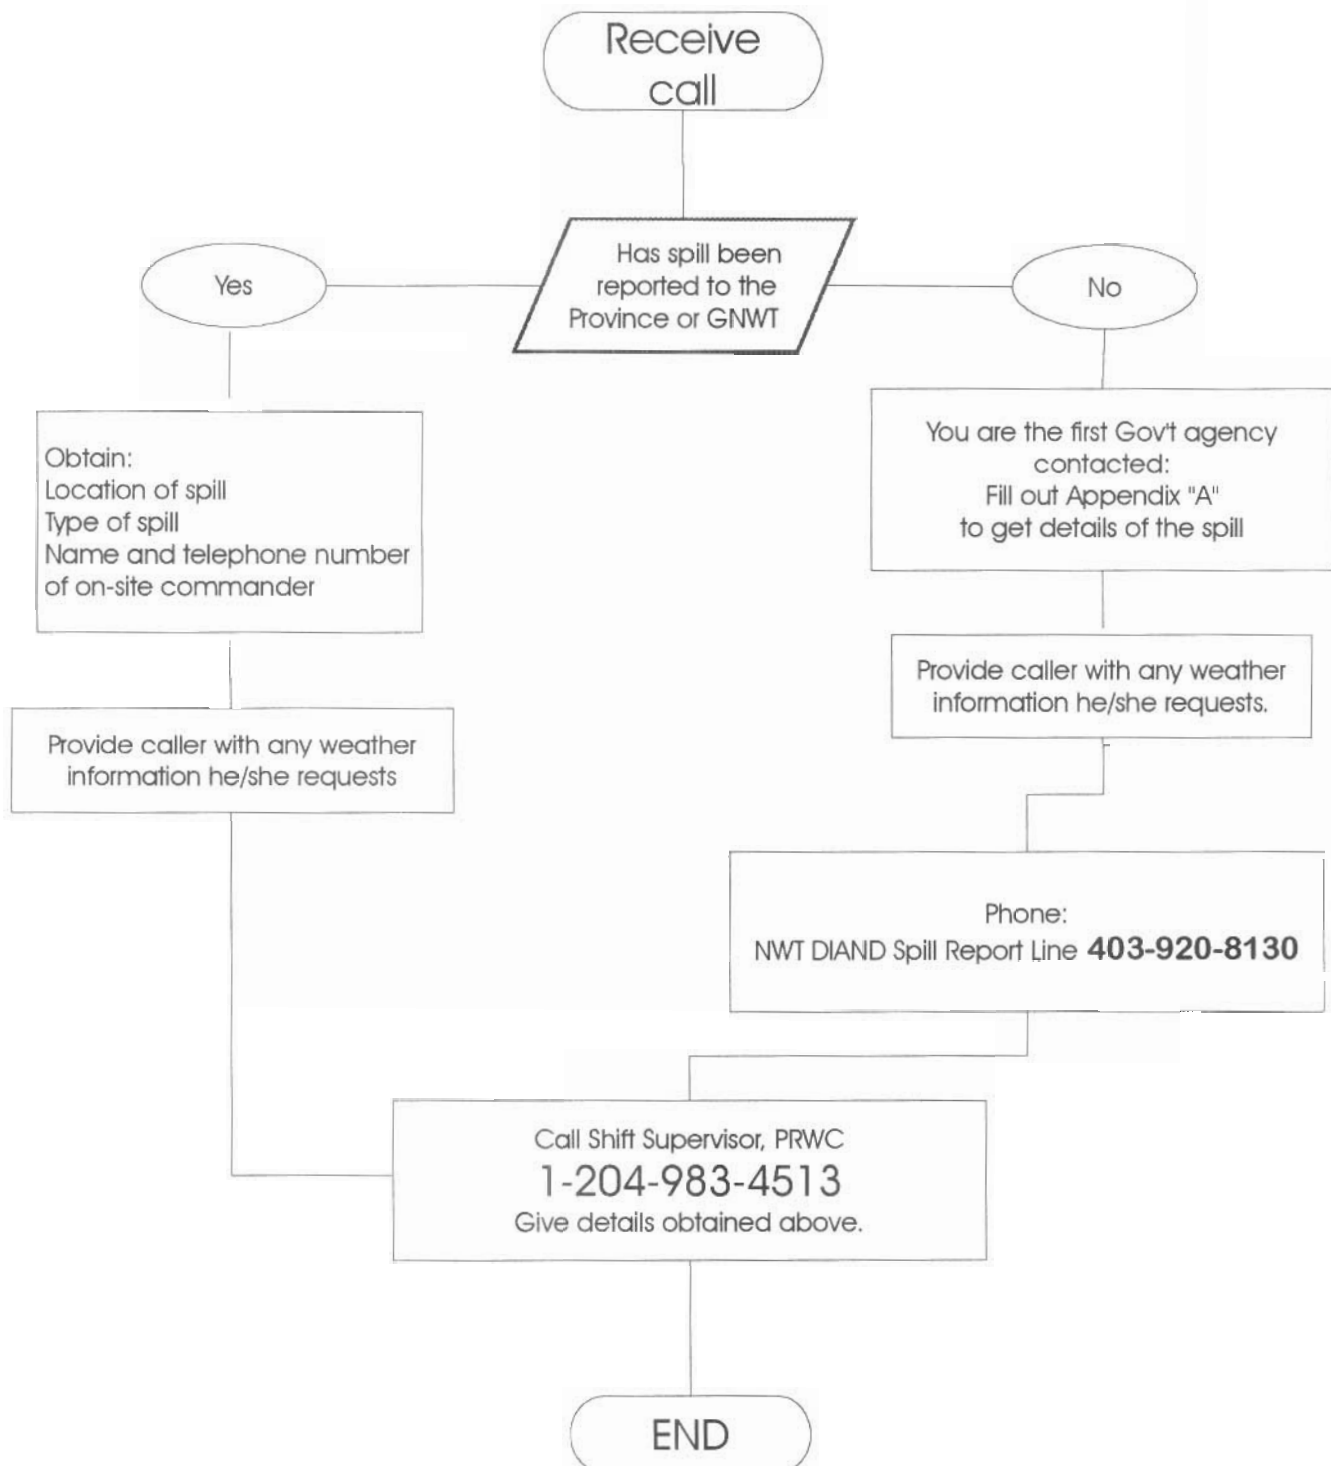 Receive
call
Has spill been
reported to the
Province or GNWT
Yes
No
Obtain:
Location of spill
Type of spill
Name and telephone number
of on-site commander
You are the first Gov't agency
contacted:
Fill out Appendix "A"
to get details of the spill
Provide caller with any weather
information he/she requests
Provide caller with any weather
information he/she requests.
Phone:
NWT DIAND Spill Report Line 403-920-8130
Call Shift Supervisor, PRWC
1-204-983-4513
Give details obtained above.
END